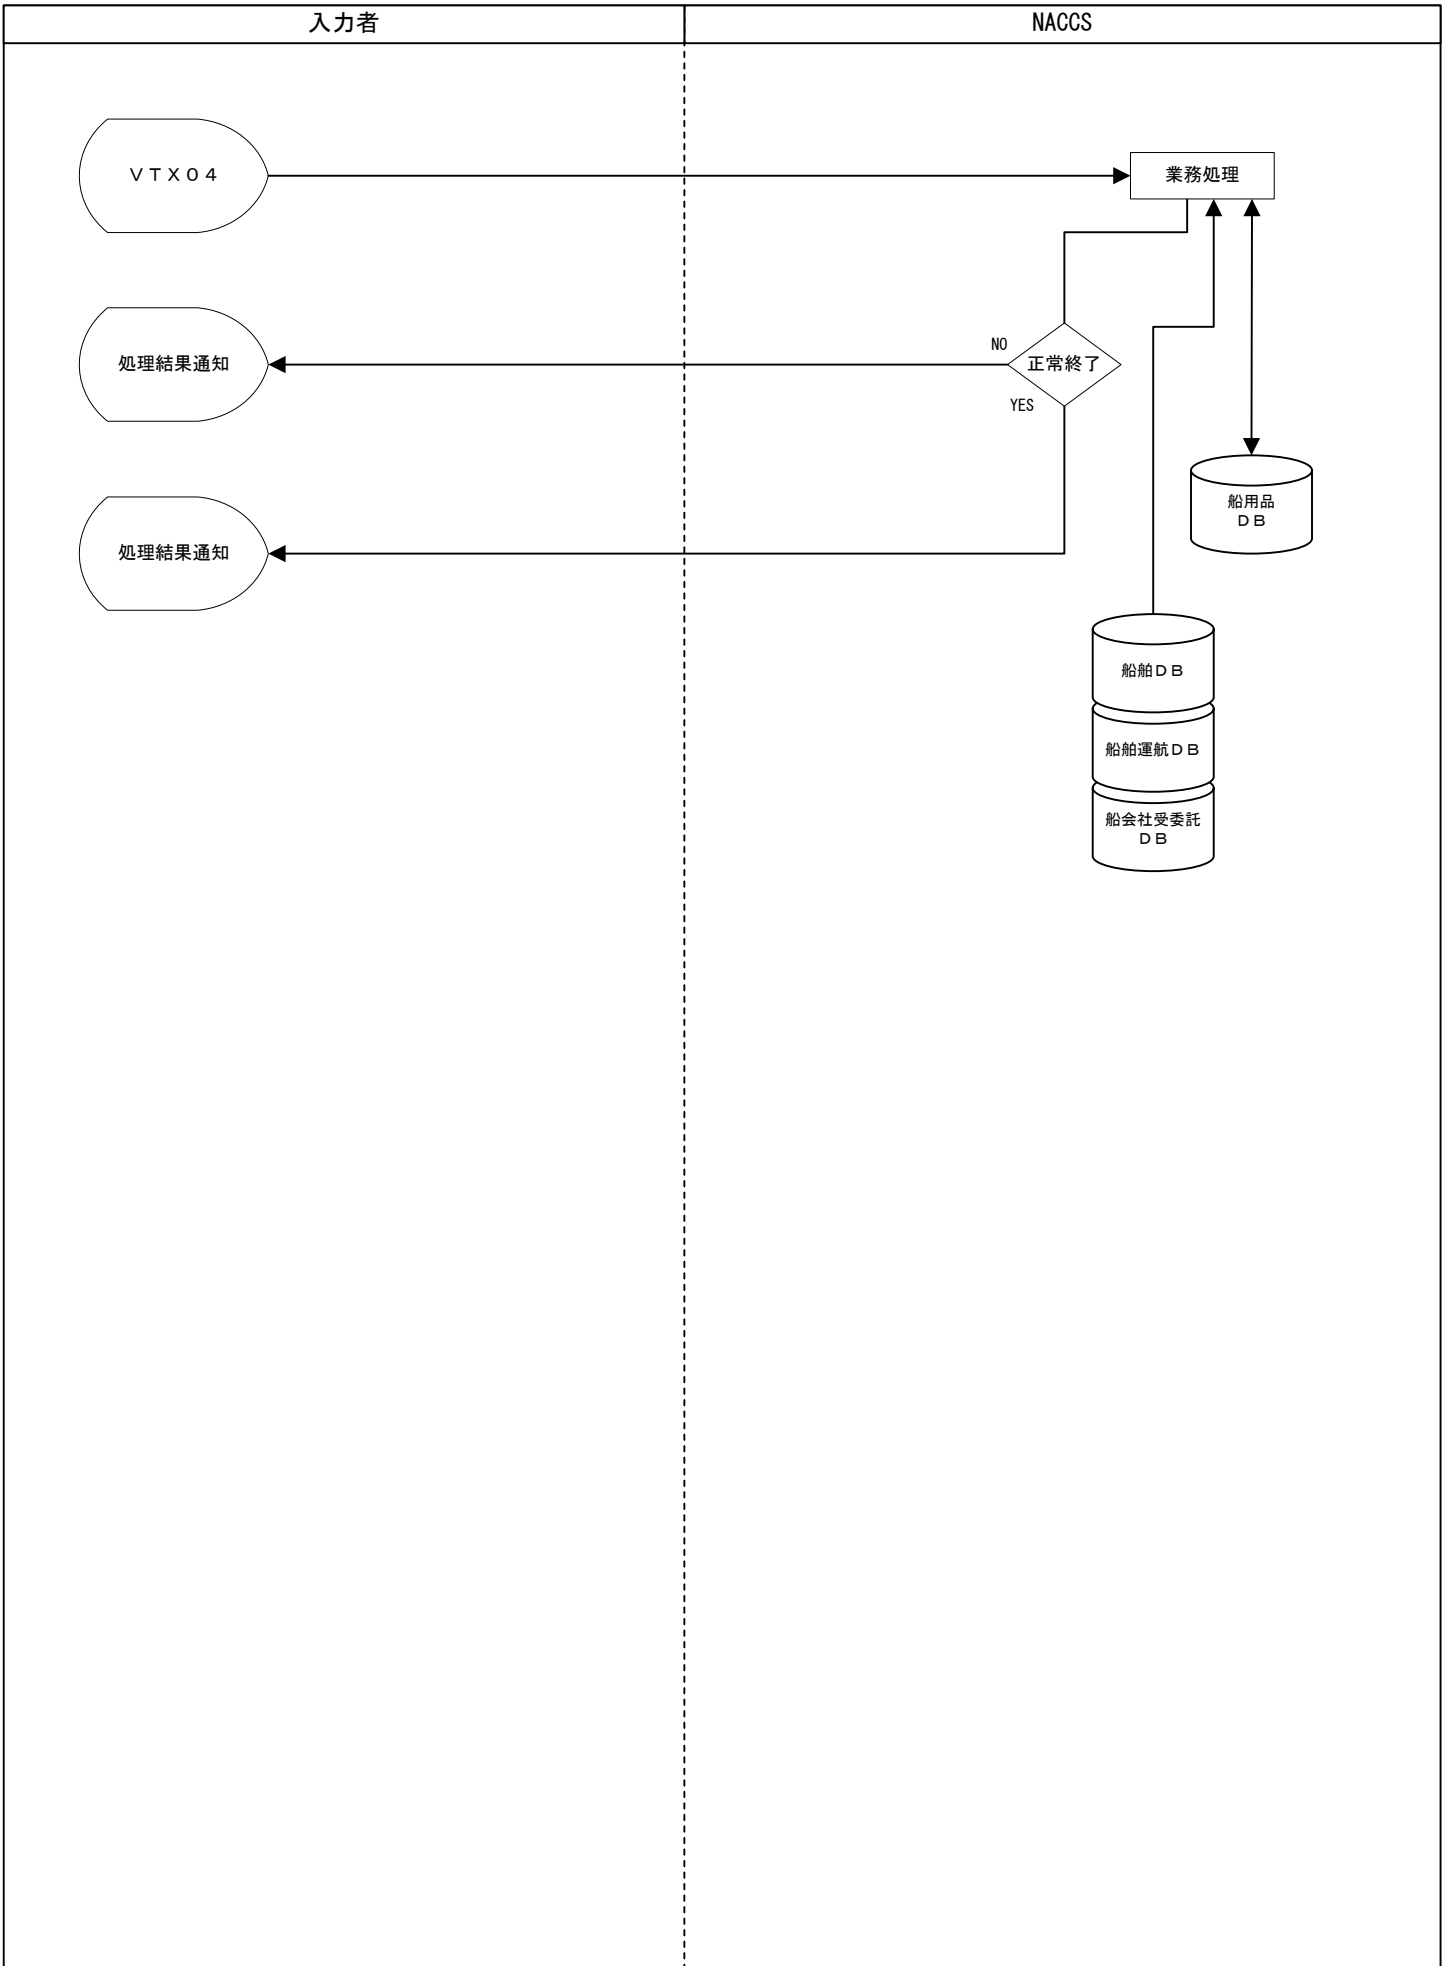 入力者
NACCS
ＶＴＸ０４
業務処理
処理結果通知
NO
正常終了
YES
船用品
ＤＢ
処理結果通知
船舶ＤＢ
船舶運航ＤＢ
船会社受委託
ＤＢ